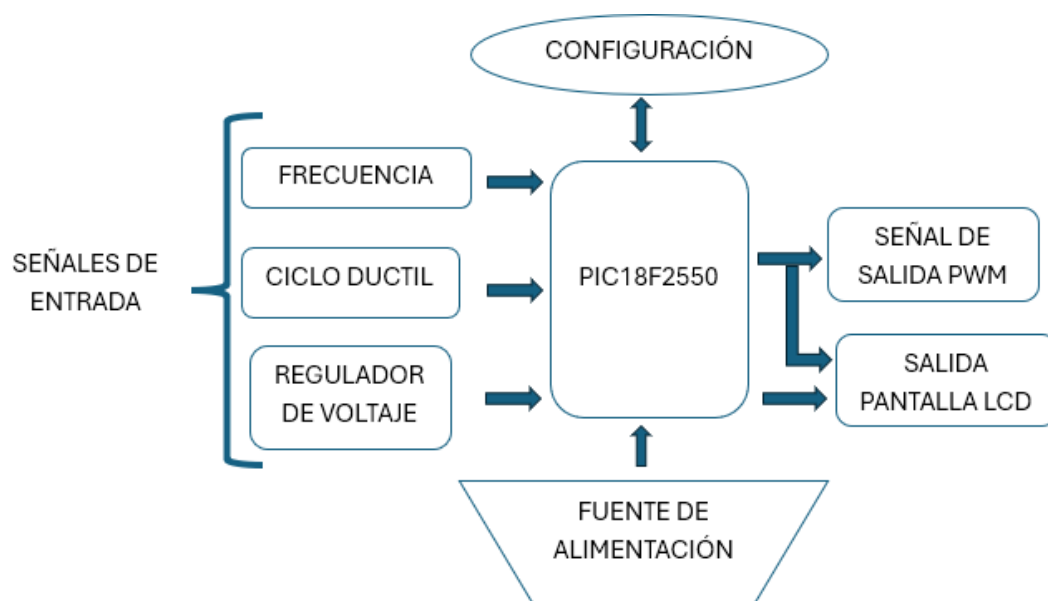 CONFIGURACIÓN
SEÑALES DE
ENTRADA
FRECUENCIA
CICLO DUCTIL
REGULADOR
DE VOLTAJE
PIC18F2550
SEÑAL DE
SALIDA PWM
SALIDA
PANTALLA LCD
FUENTE DE
ALIMENTACIÓN